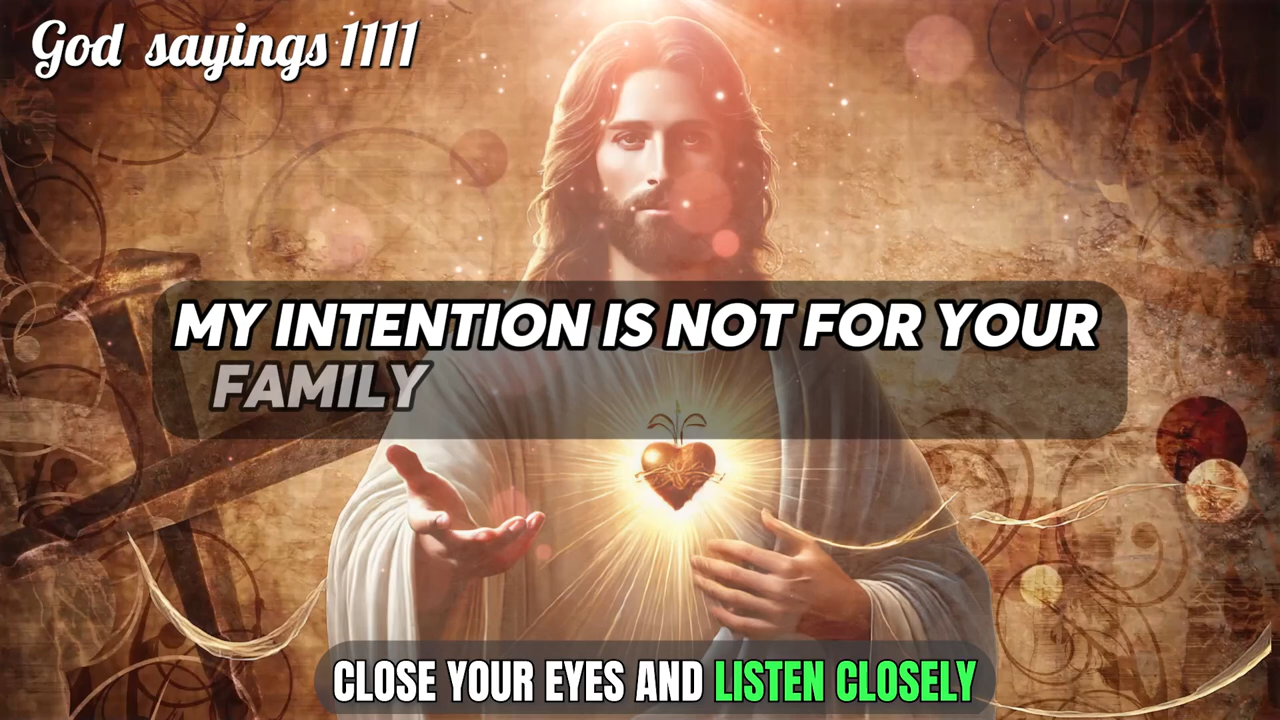 God sayings 1111
MY INTENTION IS NOT FOR YOUR
FAMILY
CLOSE YOUR EYES AND LISTEN CLOSELY